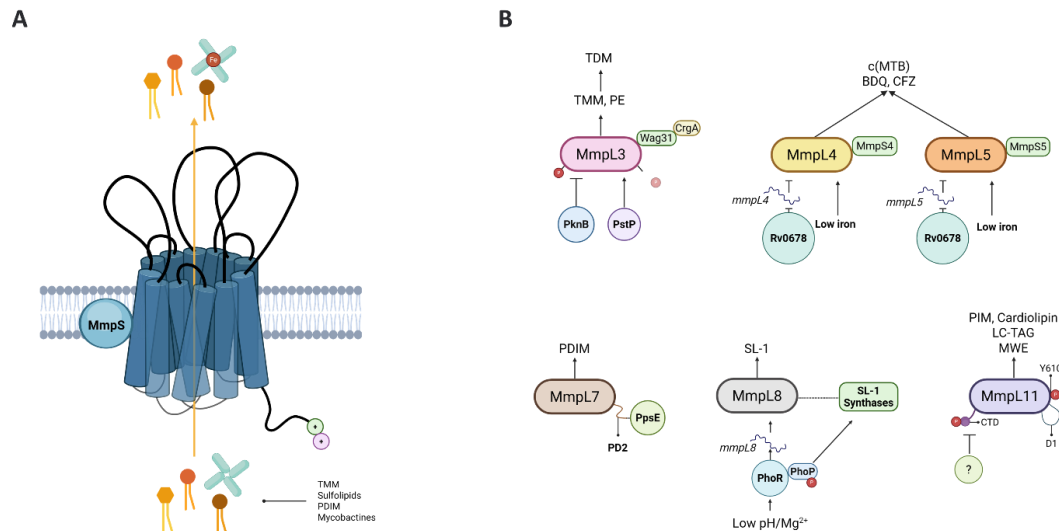 A
B
Fe
MmpS
+
+
TMM
Sulfolipids
PDIM
Mycobactines
TDM
TMM, PE
MmpL3
Wag31
CrgA
P
P
PknB
PstP
c(MTB)
BDQ, CFZ
MmpL4
MmpS4
mmpL4
Low iron
Rv0678
MmpL5
MmpS5
mmpL5
Low iron
Rv0678
PDIM
MmpL7
PpsE
PD2
SL-1
MmpL8
SL-1
Synthases
mmpL8
PhoR
PhoP
P
Low pH/Mg²⁺
PIM, Cardiolipin
LC-TAG
MWE
Y610
MmpL11
P
P
CTD
D1
?